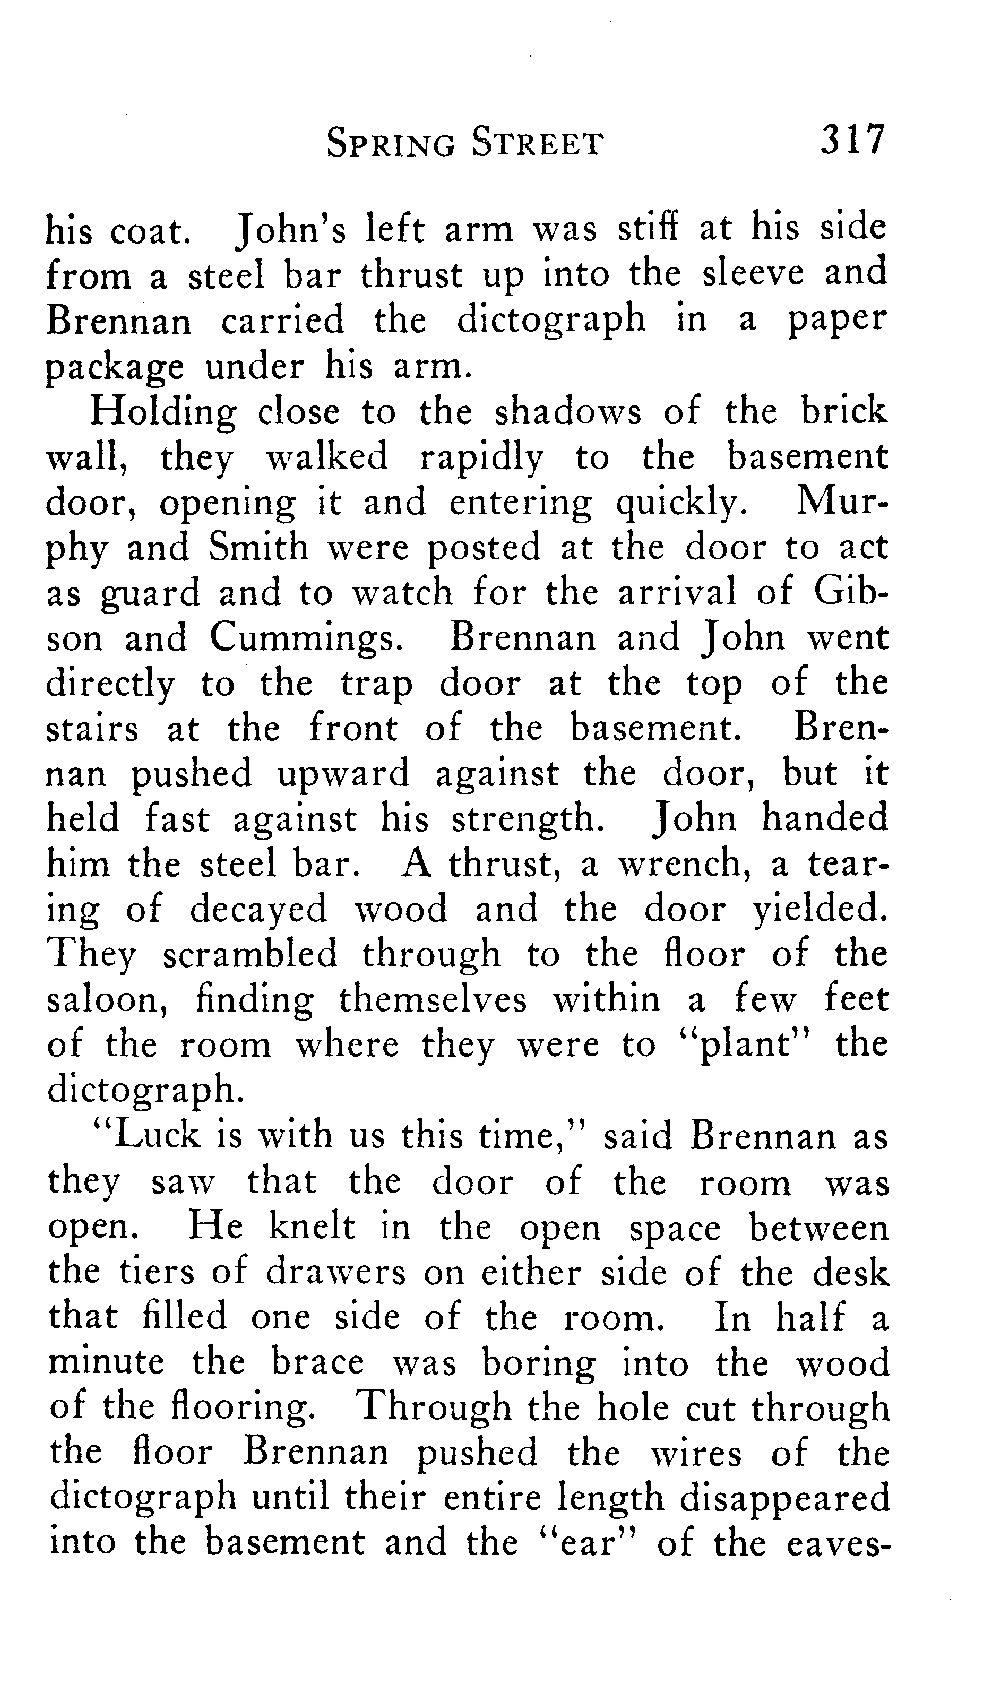 SPRING STREET 317
his coat. John's left arm was stiff at his side
from a steel bar thrust up into the sleeve and
Brennan carried the dictograph in a paper
package under his arm.
Holding close to the shadows of the brick
wall, they walked rapidly to the basement
door, opening it and entering quickly. Mur-
phy and Smith were posted at the door to act
as guard and to watch for the arrival of Gib-
son and Cummings. Brennan and John went
directly to the trap door at the top of the
stairs at the front of the basement. Bren-
nan pushed upward against the door, but it
held fast against his strength. John handed
him the steel bar. A thrust, a wrench, a tear-
ing of decayed wood and the door yielded.
They scrambled through to the floor of the
saloon, finding themselves within a few feet
of the room where they were to "plant" the
dictograph.
"Luck is with us this time," said Brennan as
they saw that the door of the room was
open. He knelt in the open space between
the tiers of drawers on either side of the desk
that filled one side of the room. In half a
minute the brace was boring into the wood
of the flooring. Through the hole cut through
the floor Brennan pushed the wires of the
dictograph until their entire length disappeared
into the basement and the "ear" of the eaves-